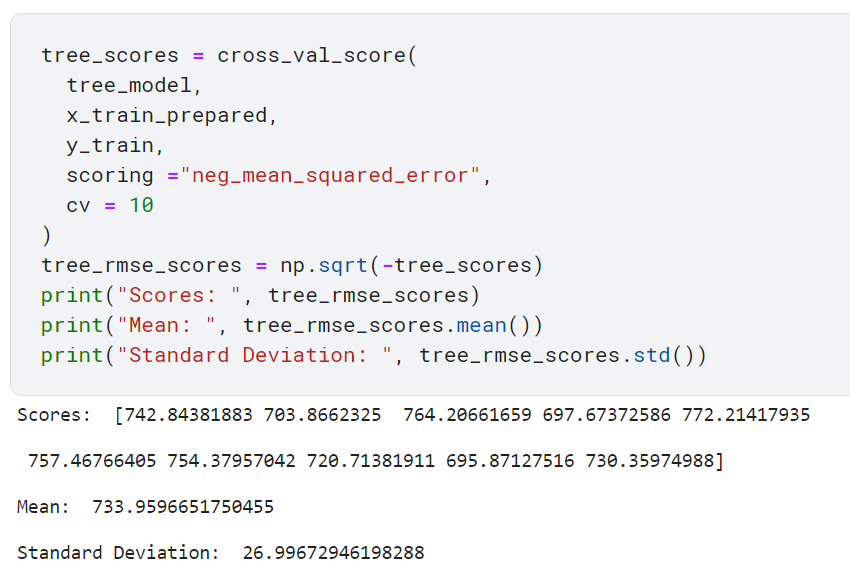 tree_scores = cross_val_score(
  tree_model,
  x_train_prepared,
  y_train,
  scoring ="neg_mean_squared_error",
  cv = 10
)
tree_rmse_scores = np.sqrt(-tree_scores)
print("Scores: ", tree_rmse_scores)
print("Mean: ", tree_rmse_scores.mean())
print("Standard Deviation: ", tree_rmse_scores.std())
Scores:  [742.84381883 703.8662325  764.20661659 697.67372586 772.21417935
 757.46766405 754.37957042 720.71381911 695.87127516 730.35974988]
Mean:  733.9596651750455
Standard Deviation:  26.99672946198288